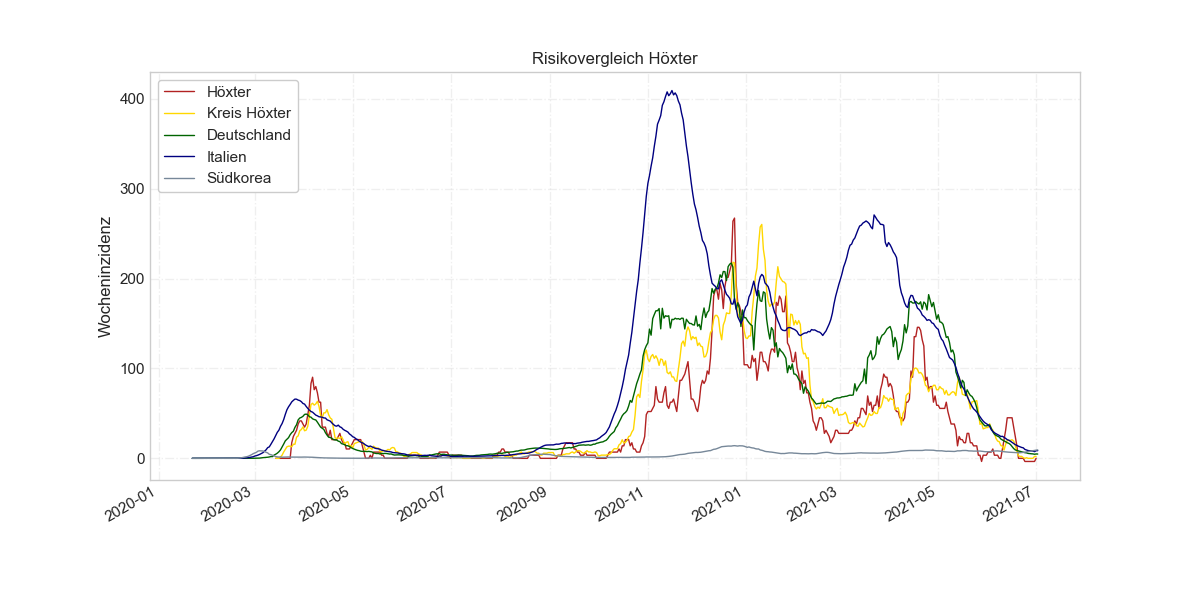 Risikovergleich Höxter
Höxter
Kreis Höxter
Deutschland
Italien
Südkorea
Wocheninzidenz
400
300
200
100
0
2020-01
2020-03
2020-05
2020-07
2020-09
2020-11
2021-01
2021-03
2021-05
2021-07